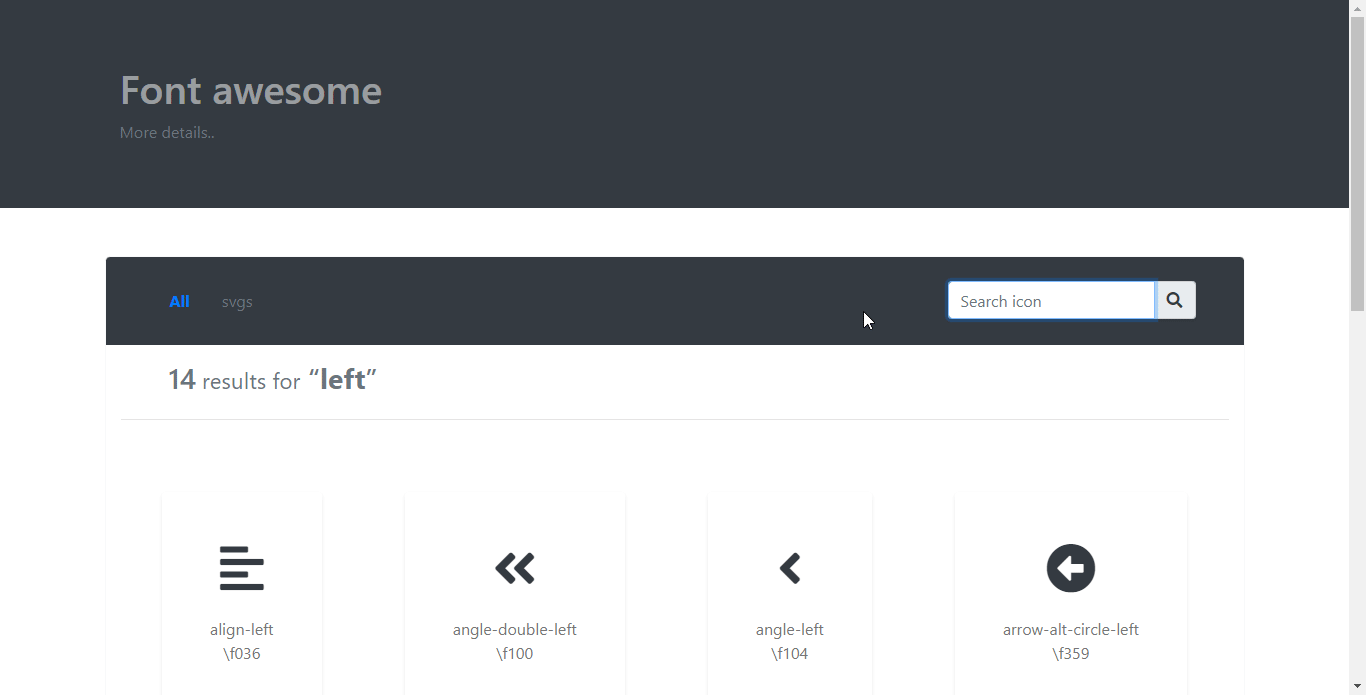 Font awesome
More details..
All svgs Search icon
14 results for “left”
align-left angle-double-left angle-left arrow-alt-circle-left
\f036 \f100 \f104 \f359